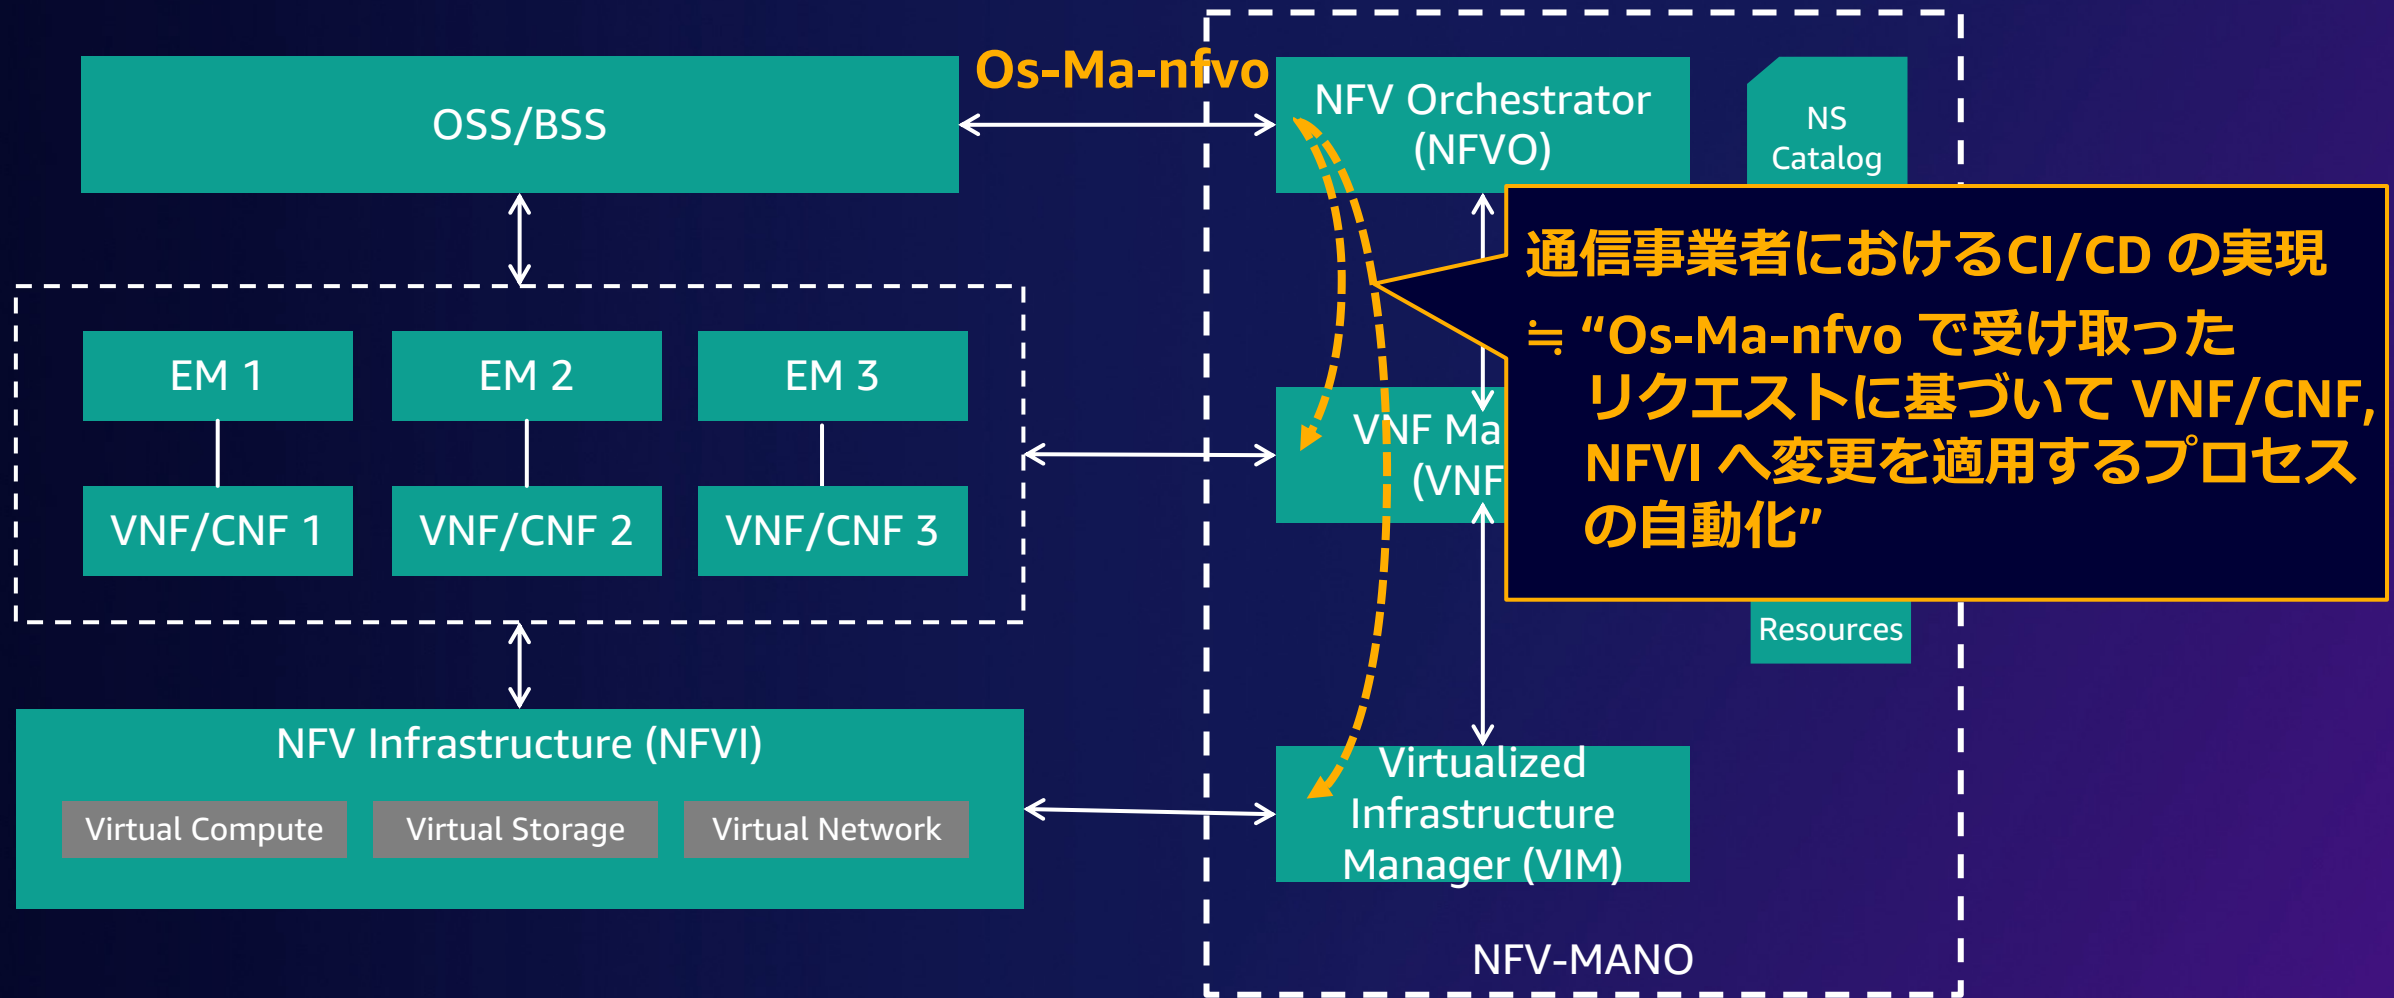 Os-Ma-nfvo
OSS/BSS
NFV Orchestrator
(NFVO)
NS
Catalog
通信事業者におけるCI/CD の実現
≒ “Os-Ma-nfvo で受け取った
リクエストに基づいて VNF/CNF,
NFVI へ変更を適用するプロセス
の自動化”
EM 1
EM 2
EM 3
VNF Ma
(VNF
VNF/CNF 1
VNF/CNF 2
VNF/CNF 3
Resources
NFV Infrastructure (NFVI)
Virtual Compute
Virtual Storage
Virtual Network
Virtualized
Infrastructure
Manager (VIM)
NFV-MANO